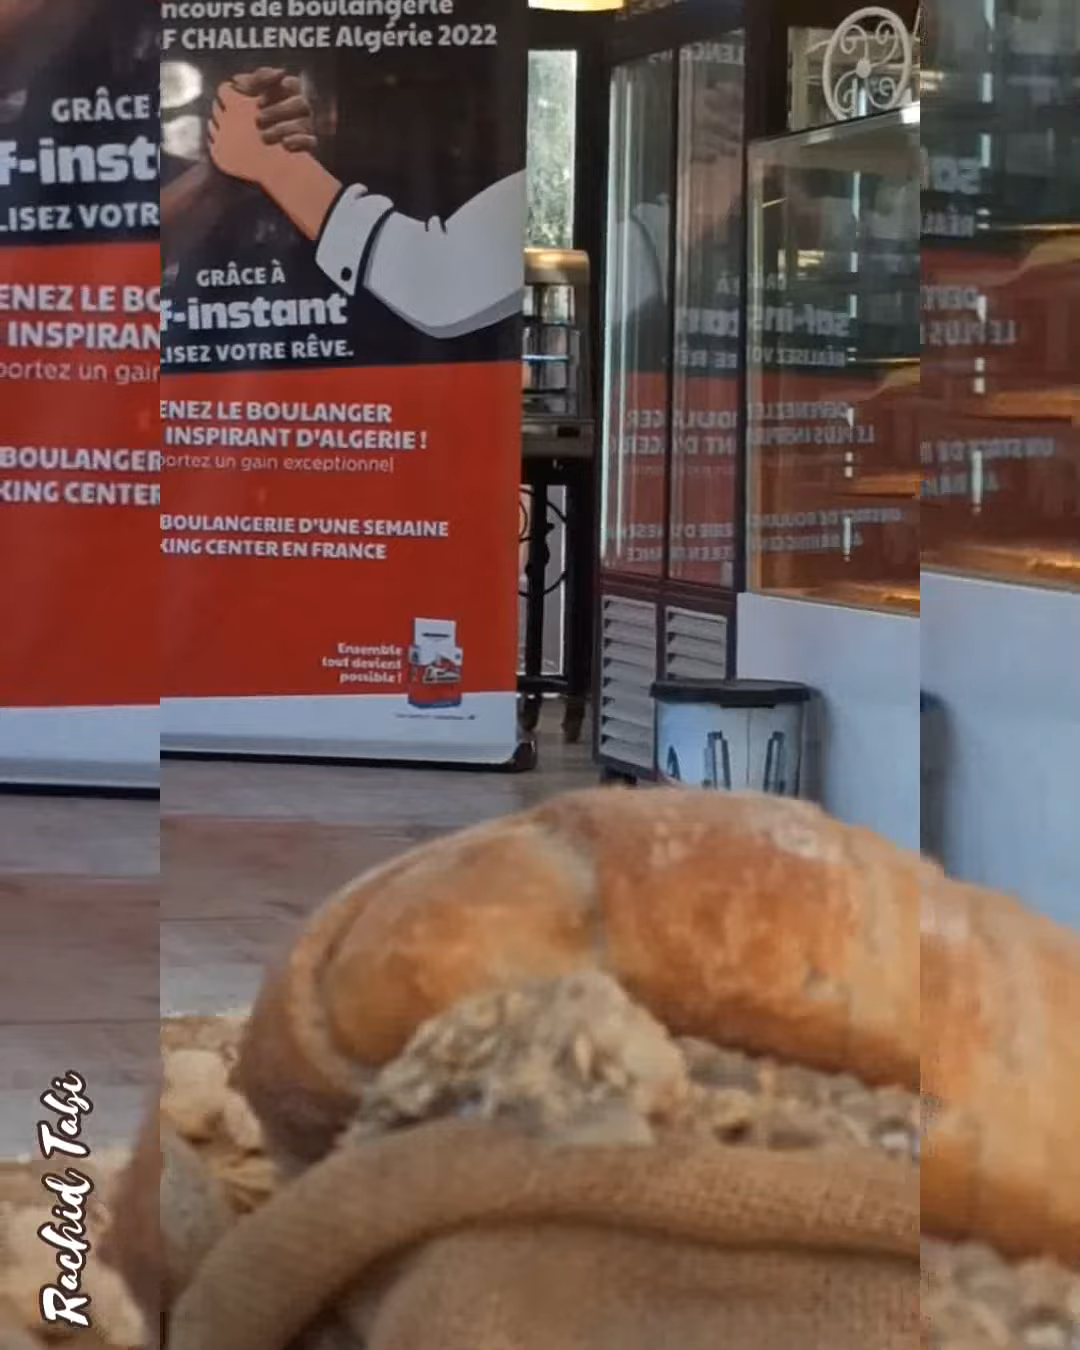 ncours de boulangerie
F CHALLENGE Algérie 2022
GRÂCE À
f-instant
LISEZ VOTRE RÊVE.
ENEZ LE BOULANGER
INSPIRANT D'ALGERIE !
portez un gain exceptionnel
BOULANGERIE D'UNE SEMAINE
KING CENTER EN FRANCE
Ensemble
tout devient
possible !
GRÂCE
f-inst
LISEZ VOTR
ENEZ LE BO
INSPIRAN
portez un gain
BOULANGER
KING CENTER
Rachid Tabi